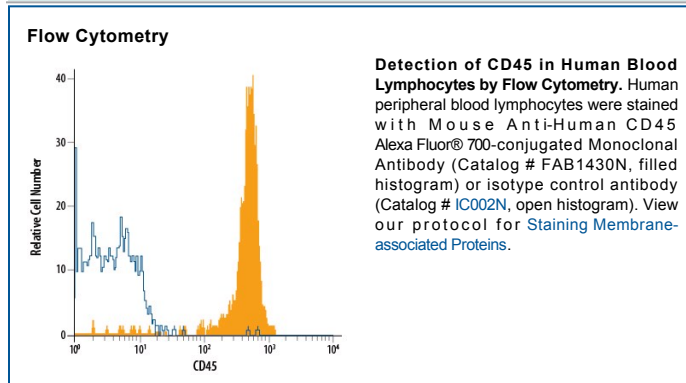 Flow Cytometry
40
30
20
10
0
Relative Cell Number
10⁰ 10¹ 10² 10³ 10⁴
CD45
Detection of CD45 in Human Blood
Lymphocytes by Flow Cytometry. Human
peripheral blood lymphocytes were stained
with Mouse Anti-Human CD45
Alexa Fluor® 700-conjugated Monoclonal
Antibody (Catalog # FAB1430N, filled
histogram) or isotype control antibody
(Catalog # IC002N, open histogram). View
our protocol for Staining Membrane-
associated Proteins.